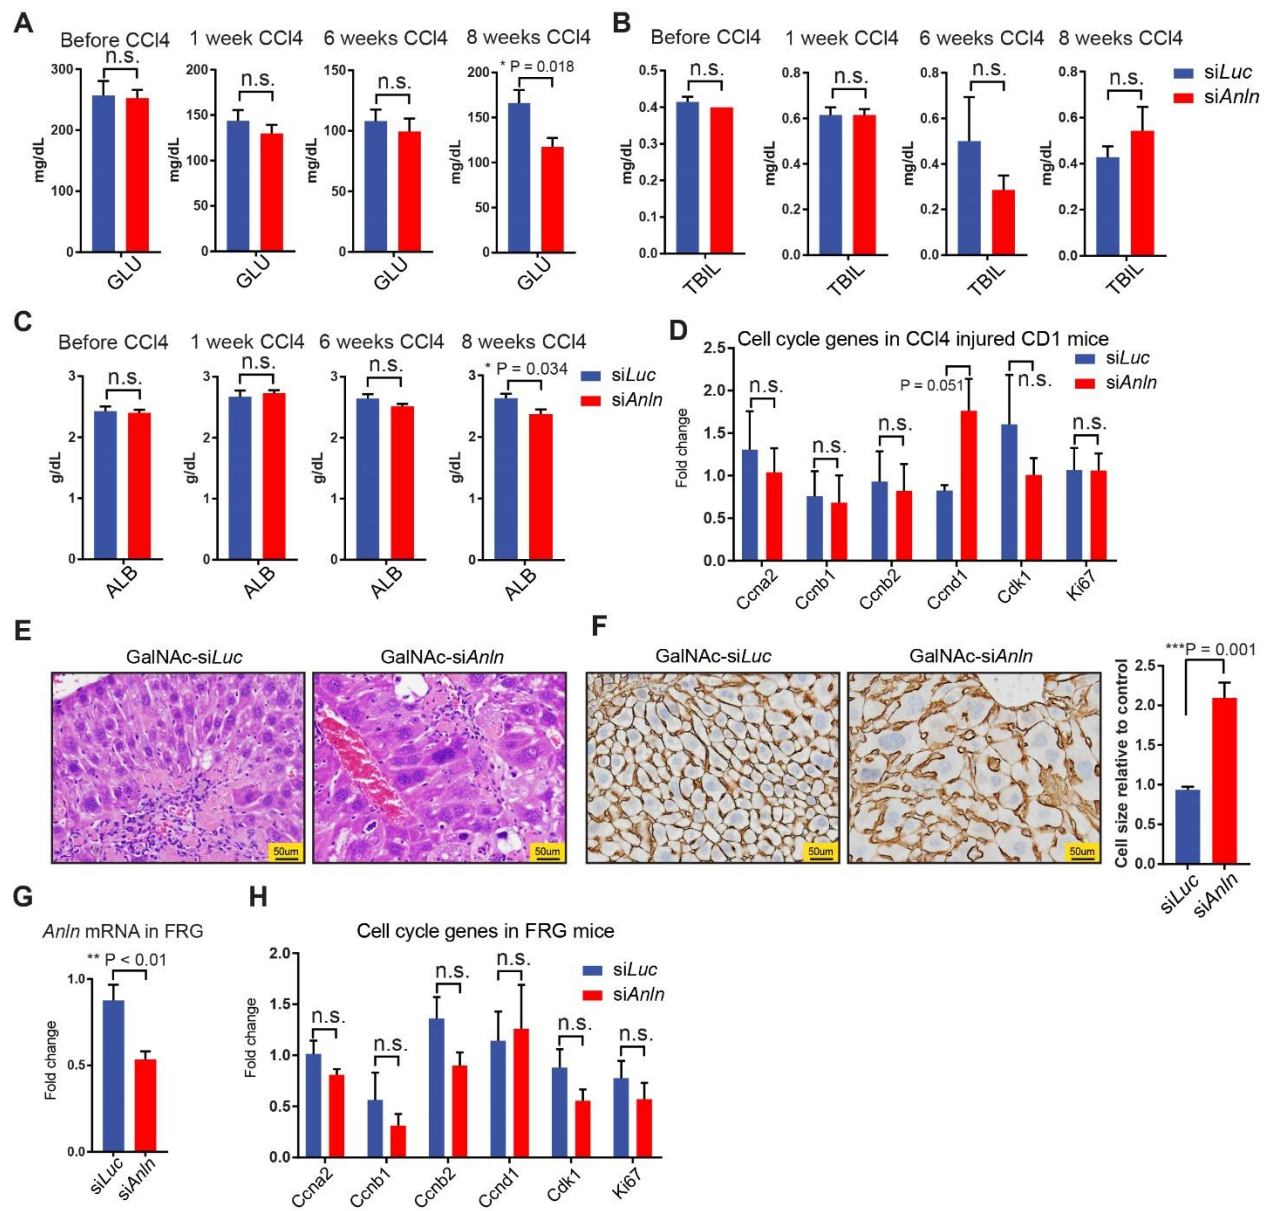 A
Before CCl4
1 week CCl4
6 weeks CCl4
8 weeks CCl4
n.s.
n.s.
n.s.
* P = 0.018
300
200
100
0
mg/dL
GLU
200
150
100
50
0
mg/dL
GLU
150
100
50
0
mg/dL
GLU
200
150
100
50
0
mg/dL
GLU
B
Before CCl4
1 week CCl4
6 weeks CCl4
8 weeks CCl4
n.s.
n.s.
n.s.
n.s.
siLuc
siAnln
0.5
0.4
0.3
0.2
0.1
0.0
mg/dL
TBIL
0.8
0.6
0.4
0.2
0.0
mg/dL
TBIL
0.8
0.6
0.4
0.2
0.0
mg/dL
TBIL
0.8
0.6
0.4
0.2
0.0
mg/dL
TBIL
C
Before CCl4
1 week CCl4
6 weeks CCl4
8 weeks CCl4
n.s.
n.s.
n.s.
* P = 0.034
siLuc
siAnln
3
2
1
0
g/dL
ALB
3
2
1
0
g/dL
ALB
3
2
1
0
g/dL
ALB
3
2
1
0
g/dL
ALB
D
Cell cycle genes in CCl4 injured CD1 mice
siLuc
siAnln
2.5
2.0
1.5
1.0
0.5
0.0
Fold change
n.s.
n.s.
n.s.
P = 0.051
n.s.
n.s.
Ccna2
Ccnb1
Ccnb2
Ccnd1
Cdk1
Ki67
E
GalNAc-siLuc
GalNAc-siAnln
50um
50um
F
GalNAc-siLuc
GalNAc-siAnln
50um
50um
***P = 0.001
2.5
2.0
1.5
1.0
0.5
0.0
Cell size relative to control
siLuc
siAnln
G
Anln mRNA in FRG
** P < 0.01
1.0
0.5
0.0
Fold change
siLuc
siAnln
H
Cell cycle genes in FRG mice
siLuc
siAnln
2.0
1.5
1.0
0.5
0.0
Fold change
n.s.
n.s.
n.s.
n.s.
n.s.
n.s.
Ccna2
Ccnb1
Ccnb2
Ccnd1
Cdk1
Ki67